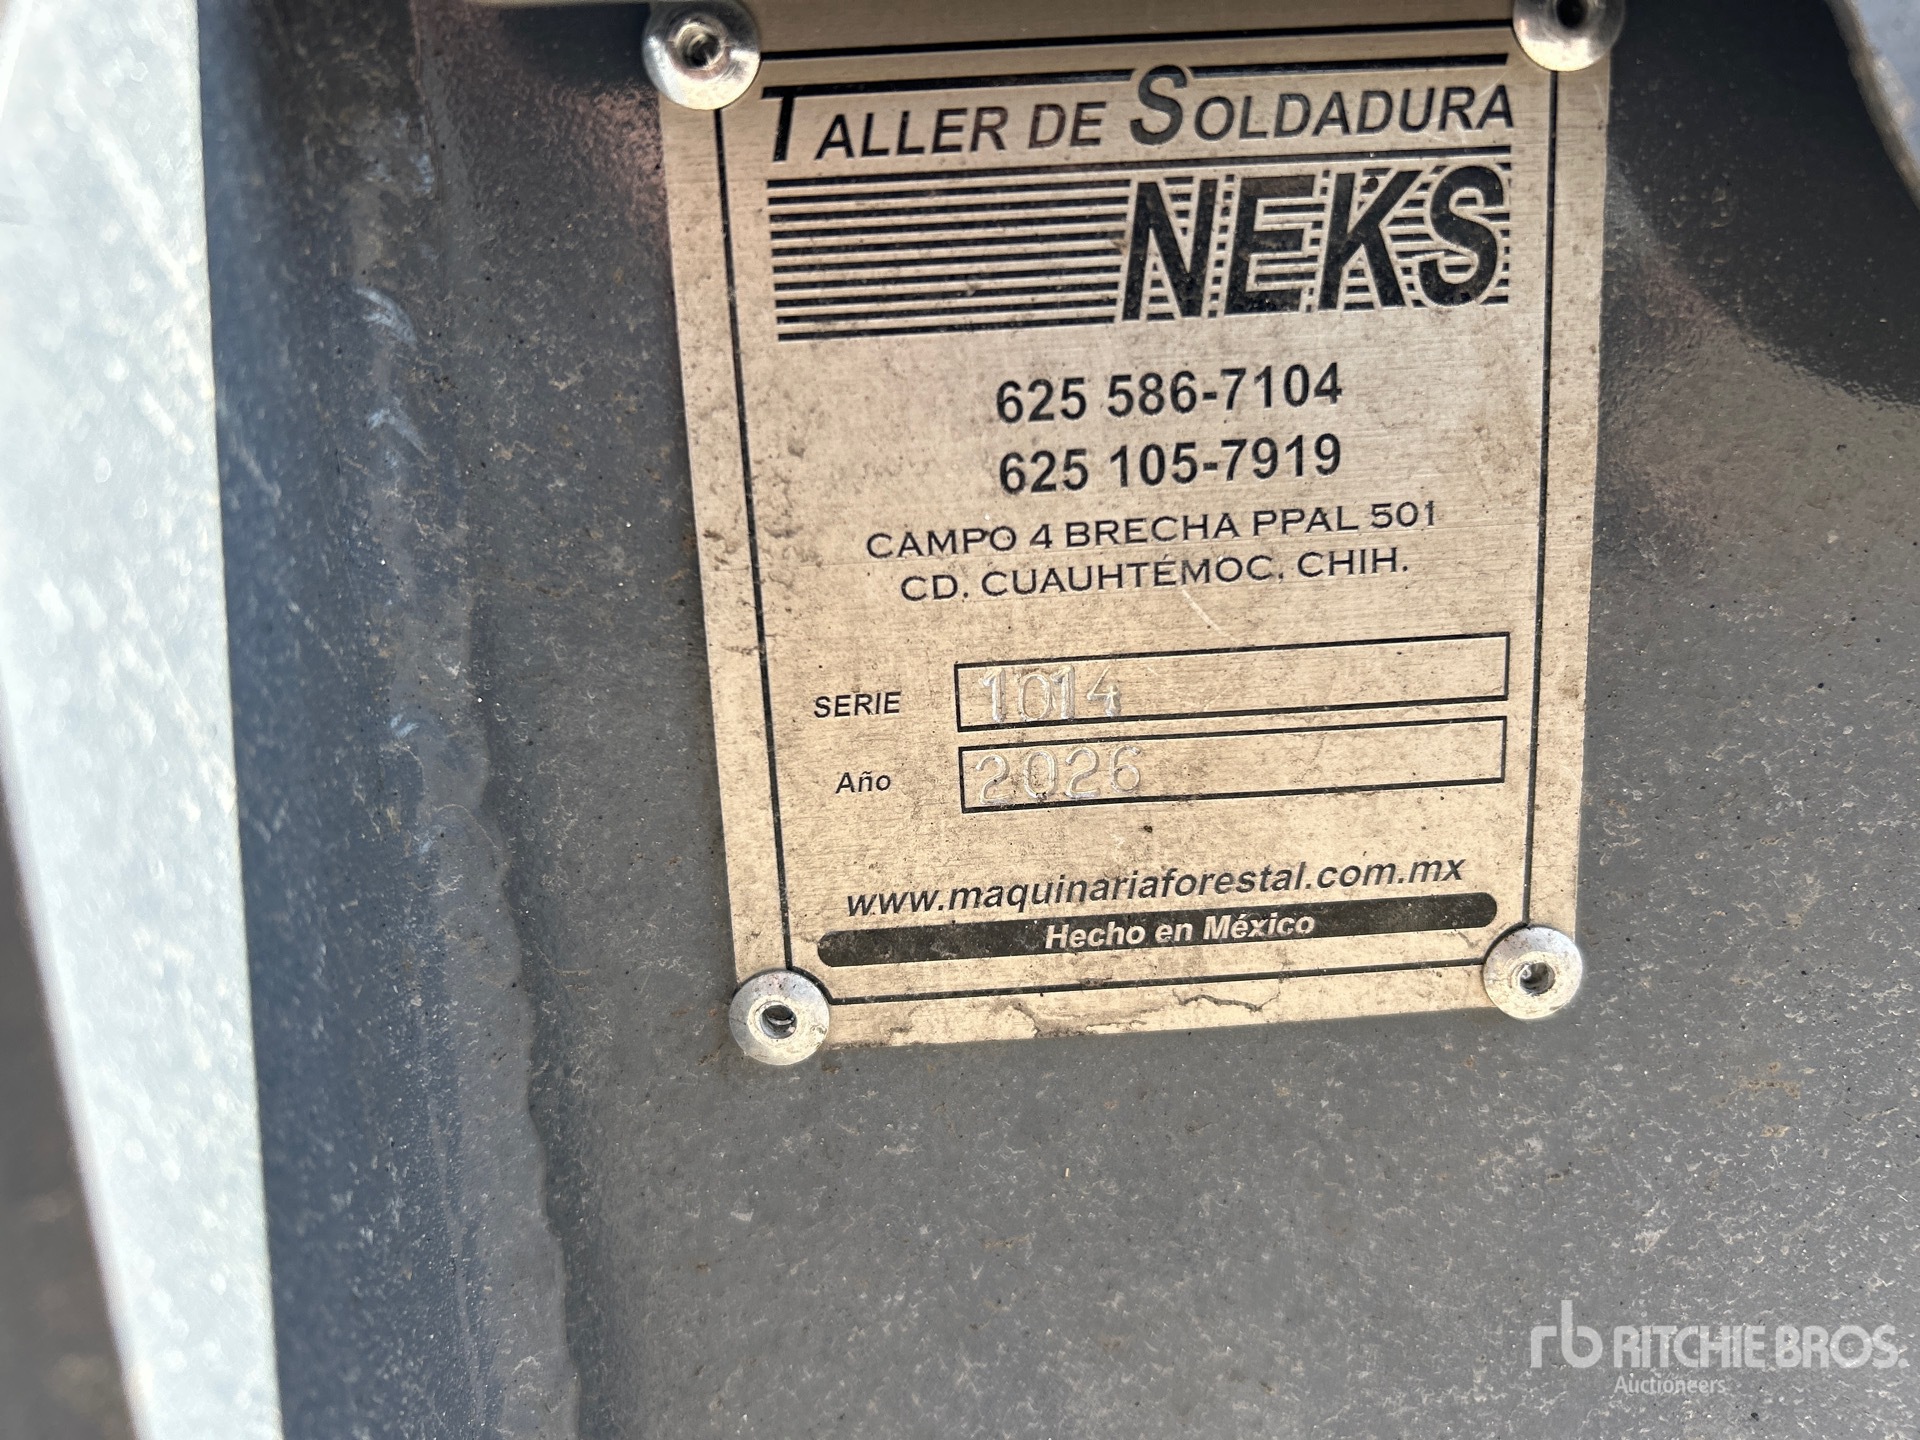 TALLER DE SOLDADURA
NEKS
625 586-7104
625 105-7919
CAMPO 4 BRECHA PPAL 501
CD. CUAUHTÉMOC, CHIH.
SERIE 1014
Año 2026
www.maquinariaforestal.com.mx
Hecho en México
rb RITCHIE BROS.
Auctioneers